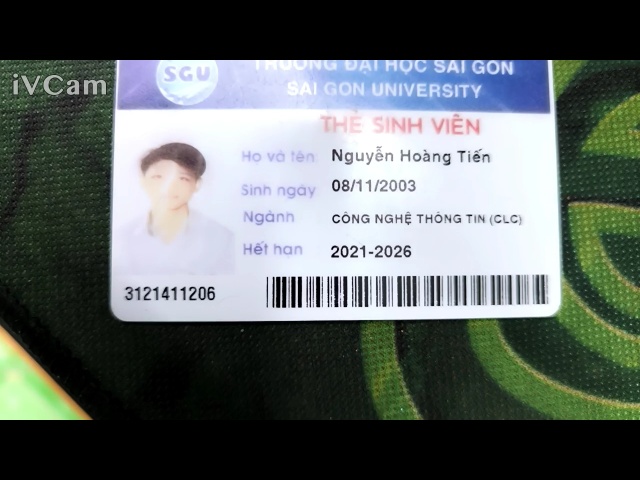 iVCam
SGU
TRƯỜNG ĐẠI HỌC SÀI GÒN
SAI GON UNIVERSITY
THẺ SINH VIÊN
Họ và tên Nguyễn Hoàng Tiến
Sinh ngày 08/11/2003
Ngành CÔNG NGHỆ THÔNG TIN (CLC)
Hết hạn 2021-2026
3121411206